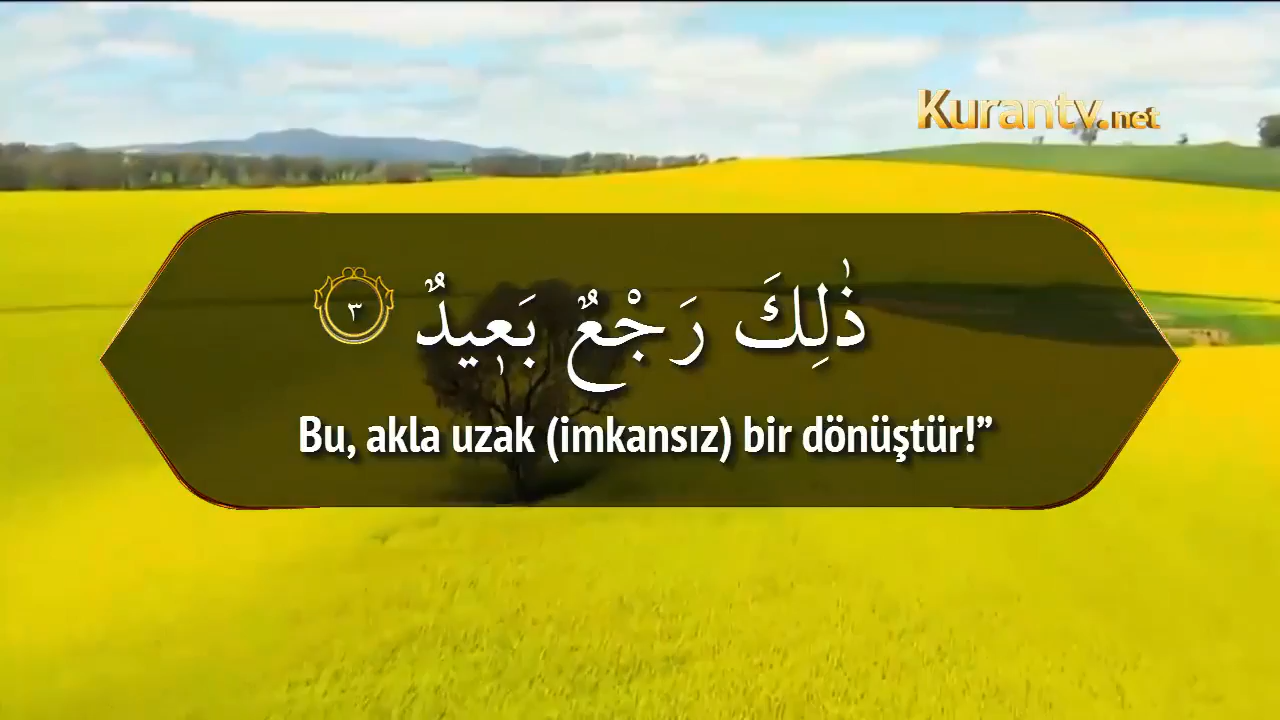 Kurantv.net
ذٰلِكَ رَجْعٌ بَعٖيدٌ ٣
Bu, akla uzak (imkansız) bir dönüştür!”